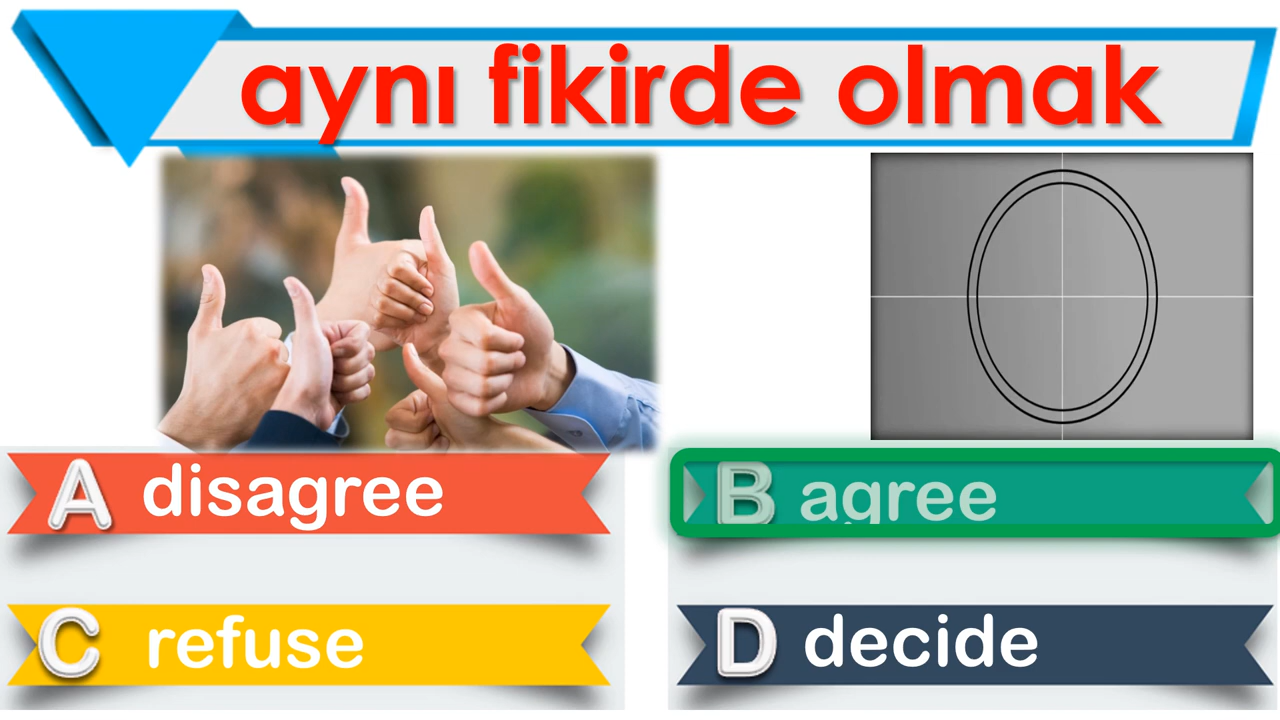 aynı fikirde olmak
A disagree
B agree
C refuse
D decide